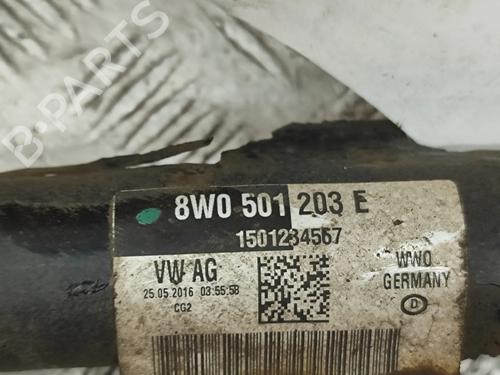 8W0 501 203 E
1501234567
VW AG
25.05.2016 03:55:58
CG2
WWO
GERMANY
D
B-PARTS